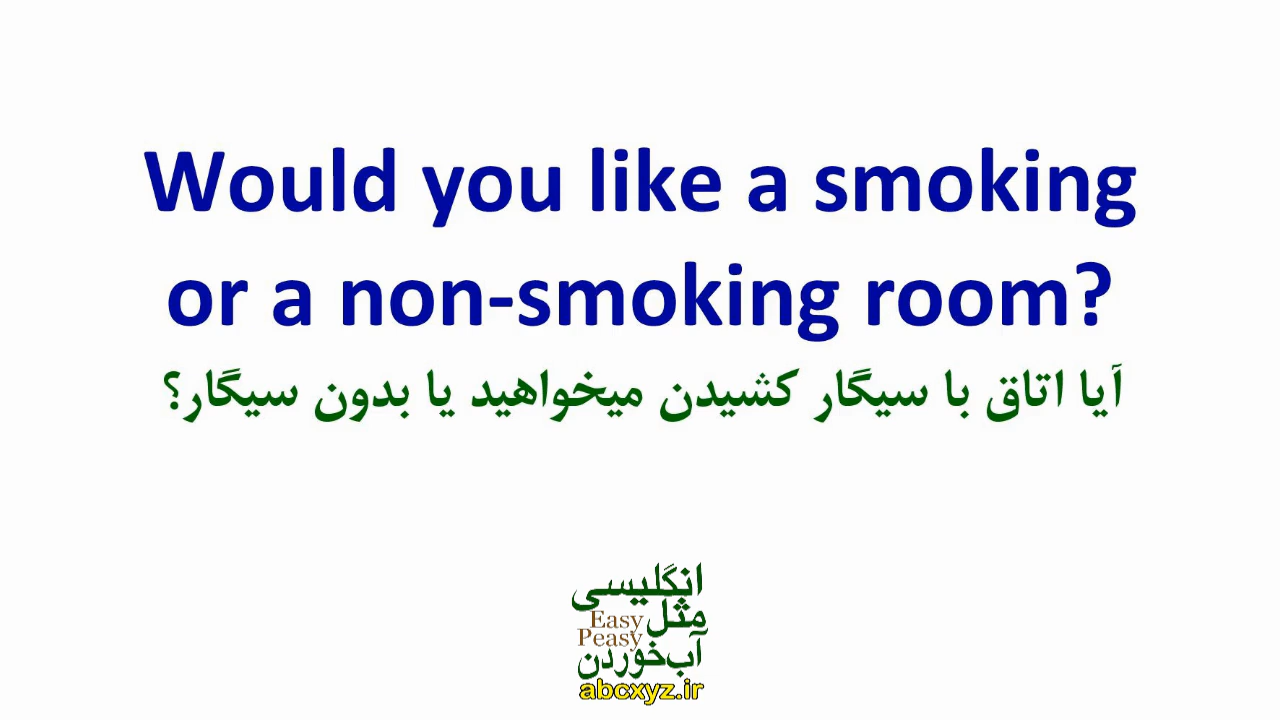 Would you like a smoking
or a non-smoking room?
آیا اتاق با سیگار کشیدن میخواهید یا بدون سیگار؟
انگلیسی
مثل
Easy
Peasy
آب‌خوردن
abcxyz.ir